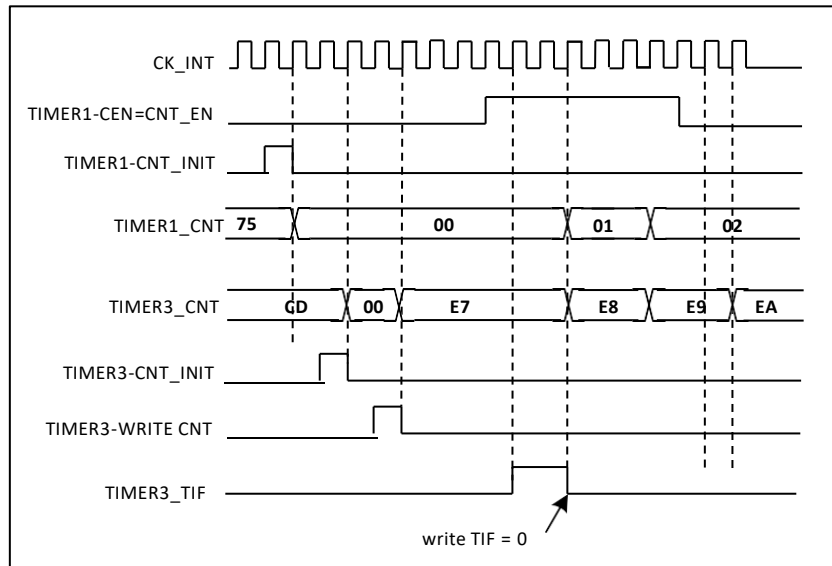 CK_INT
TIMER1-CEN=CNT_EN
TIMER1-CNT_INIT
TIMER1_CNT 75 00 01 02
TIMER3_CNT CD 00 E7 E8 E9 EA
TIMER3-CNT_INIT
TIMER3-WRITE CNT
TIMER3_TIF
write TIF = 0